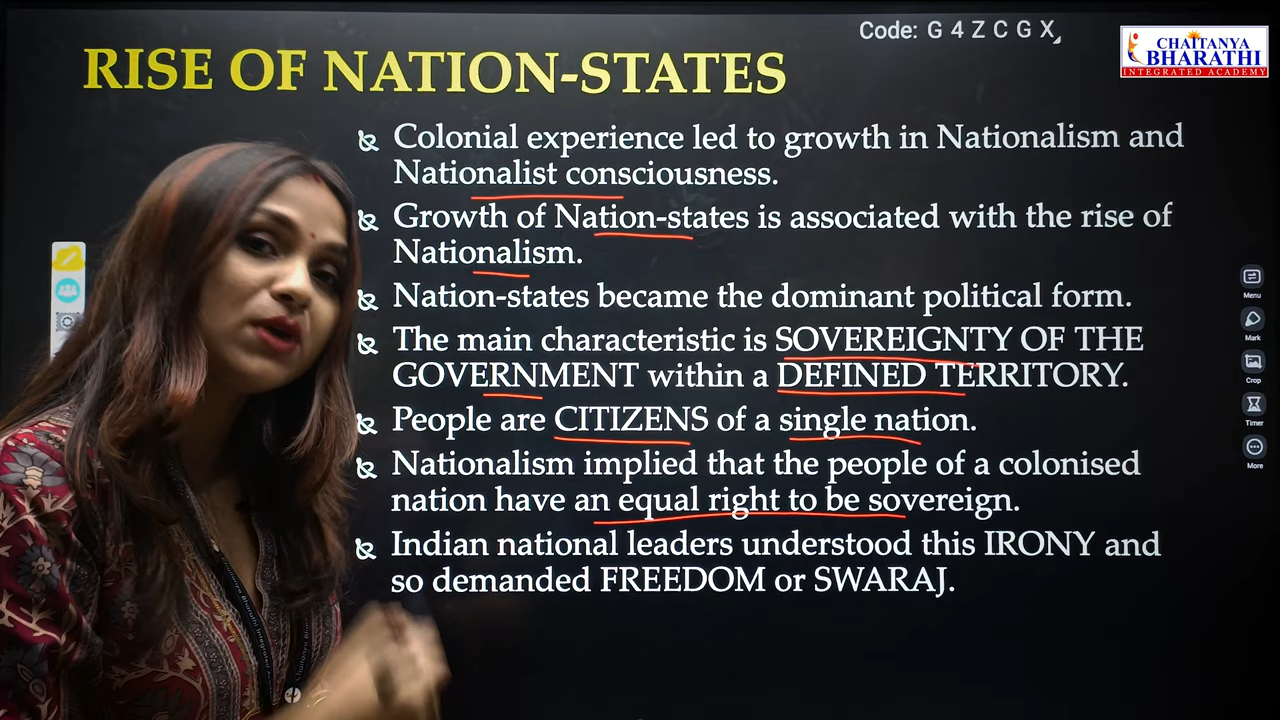 Code: G 4 Z C G X
CHAITANYA
BHARATHI
INTEGRATED ACADEMY
RISE OF NATION-STATES
Colonial experience led to growth in Nationalism and
Nationalist consciousness.
Growth of Nation-states is associated with the rise of
Nationalism.
Nation-states became the dominant political form.
The main characteristic is SOVEREIGNTY OF THE
GOVERNMENT within a DEFINED TERRITORY.
People are CITIZENS of a single nation.
Nationalism implied that the people of a colonised
nation have an equal right to be sovereign.
Indian national leaders understood this IRONY and
so demanded FREEDOM or SWARAJ.
Menu
Mark
Crop
Timer
More
Chaitanya Bharathi Integrated